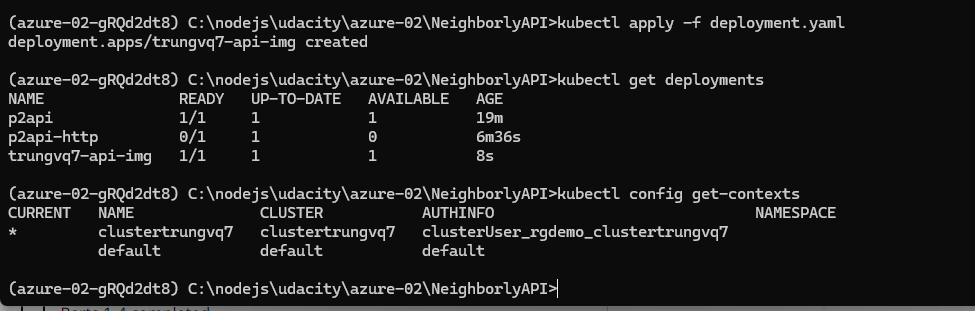 (azure-02-gRQd2dt8) C:\nodejs\udacity\azure-02\NeighborlyAPI>kubectl apply -f deployment.yaml
deployment.apps/trungvq7-api-img created
(azure-02-gRQd2dt8) C:\nodejs\udacity\azure-02\NeighborlyAPI>kubectl get deployments
NAME READY UP-TO-DATE AVAILABLE AGE
p2api 1/1 1 1 19m
p2api-http 0/1 1 0 6m36s
trungvq7-api-img 1/1 1 1 8s
(azure-02-gRQd2dt8) C:\nodejs\udacity\azure-02\NeighborlyAPI>kubectl config get-contexts
CURRENT NAME CLUSTER AUTHINFO NAMESPACE
* clustertrungvq7 clustertrungvq7 clusterUser_rgdemo_clustertrungvq7
default default default
(azure-02-gRQd2dt8) C:\nodejs\udacity\azure-02\NeighborlyAPI>